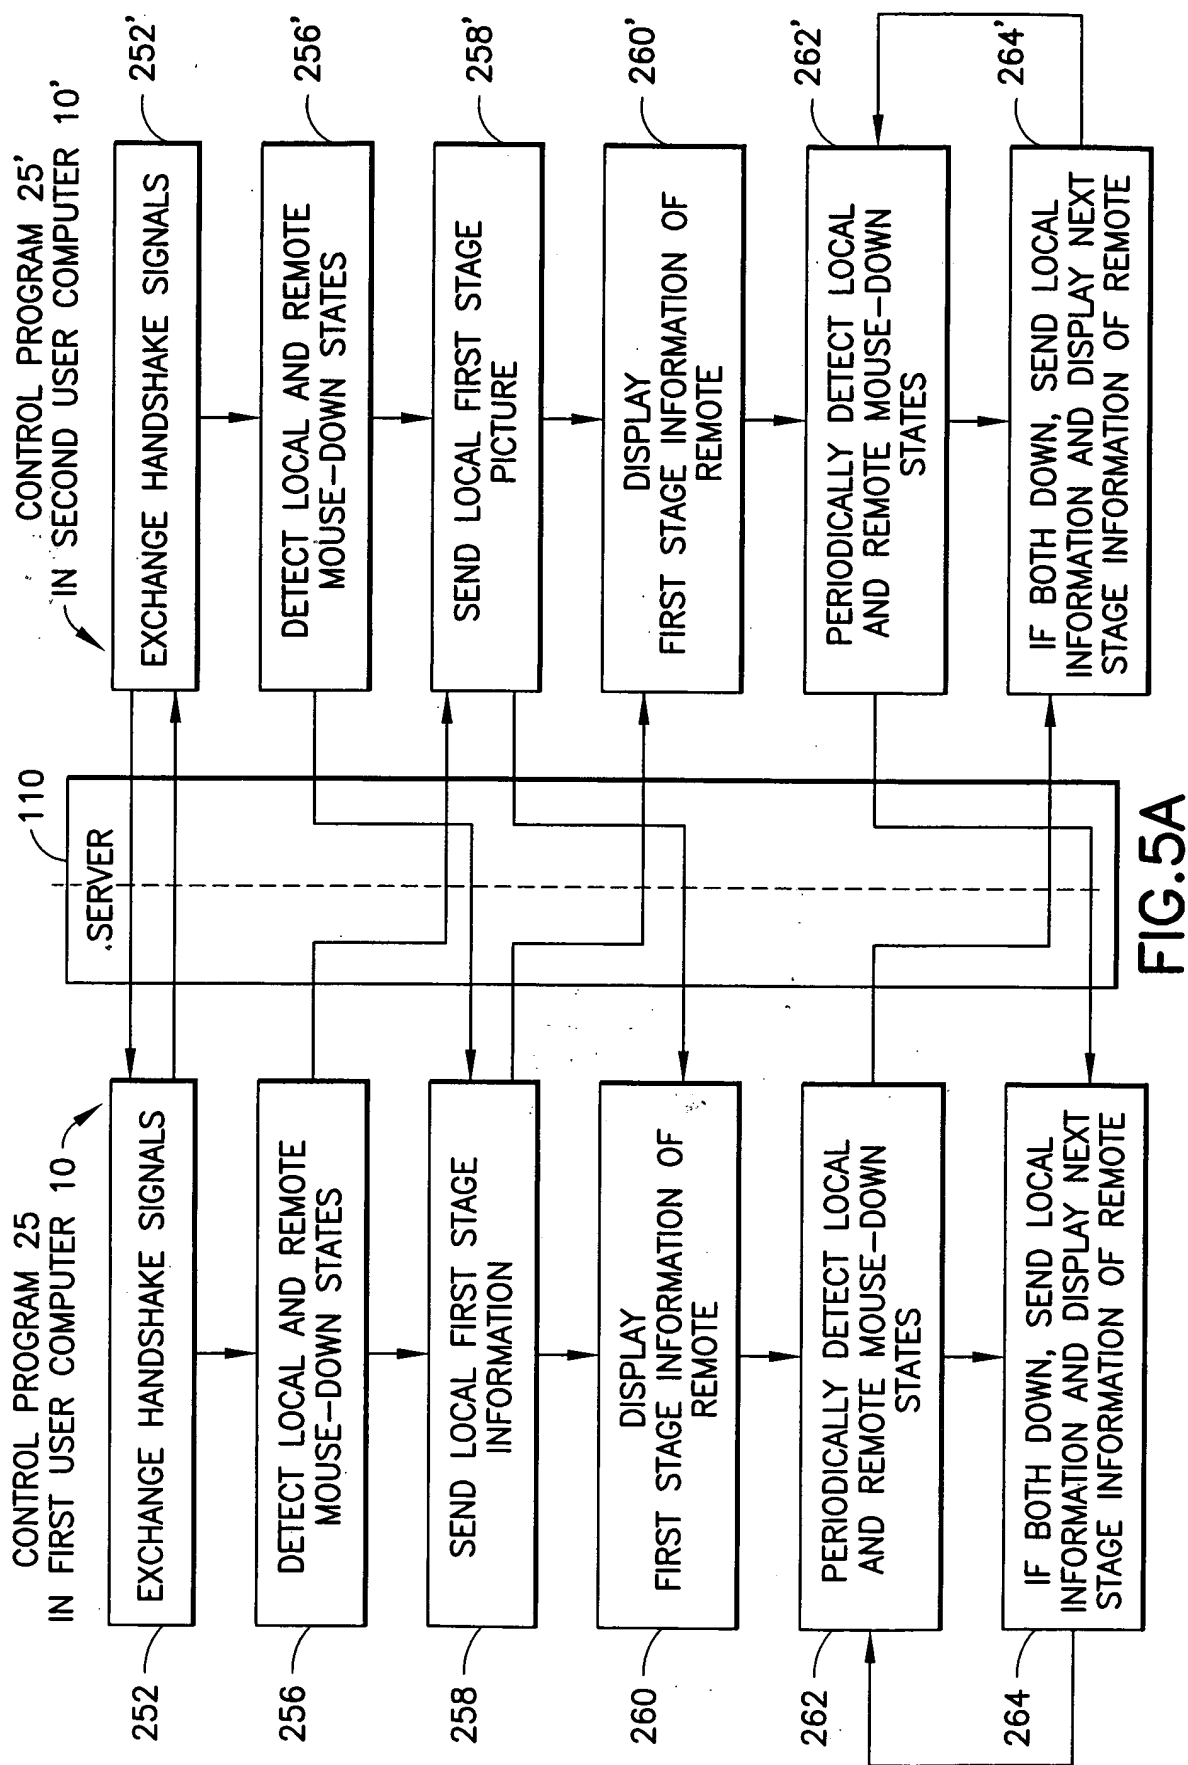 CONTROL PROGRAM 25
IN FIRST USER COMPUTER 10
CONTROL PROGRAM 25'
IN SECOND USER COMPUTER 10'
110
SERVER
252
EXCHANGE HANDSHAKE SIGNALS
EXCHANGE HANDSHAKE SIGNALS
252'
256
DETECT LOCAL AND REMOTE
MOUSE-DOWN STATES
DETECT LOCAL AND REMOTE
MOUSE-DOWN STATES
256'
258
SEND LOCAL FIRST STAGE
INFORMATION
SEND LOCAL FIRST STAGE
PICTURE
258'
260
DISPLAY
FIRST STAGE INFORMATION OF
REMOTE
DISPLAY
FIRST STAGE INFORMATION OF
REMOTE
260'
262
PERIODICALLY DETECT LOCAL
AND REMOTE MOUSE-DOWN
STATES
PERIODICALLY DETECT LOCAL
AND REMOTE MOUSE-DOWN
STATES
262'
264
IF BOTH DOWN, SEND LOCAL
INFORMATION AND DISPLAY NEXT
STAGE INFORMATION OF REMOTE
IF BOTH DOWN, SEND LOCAL
INFORMATION AND DISPLAY NEXT
STAGE INFORMATION OF REMOTE
264'
FIG.5A